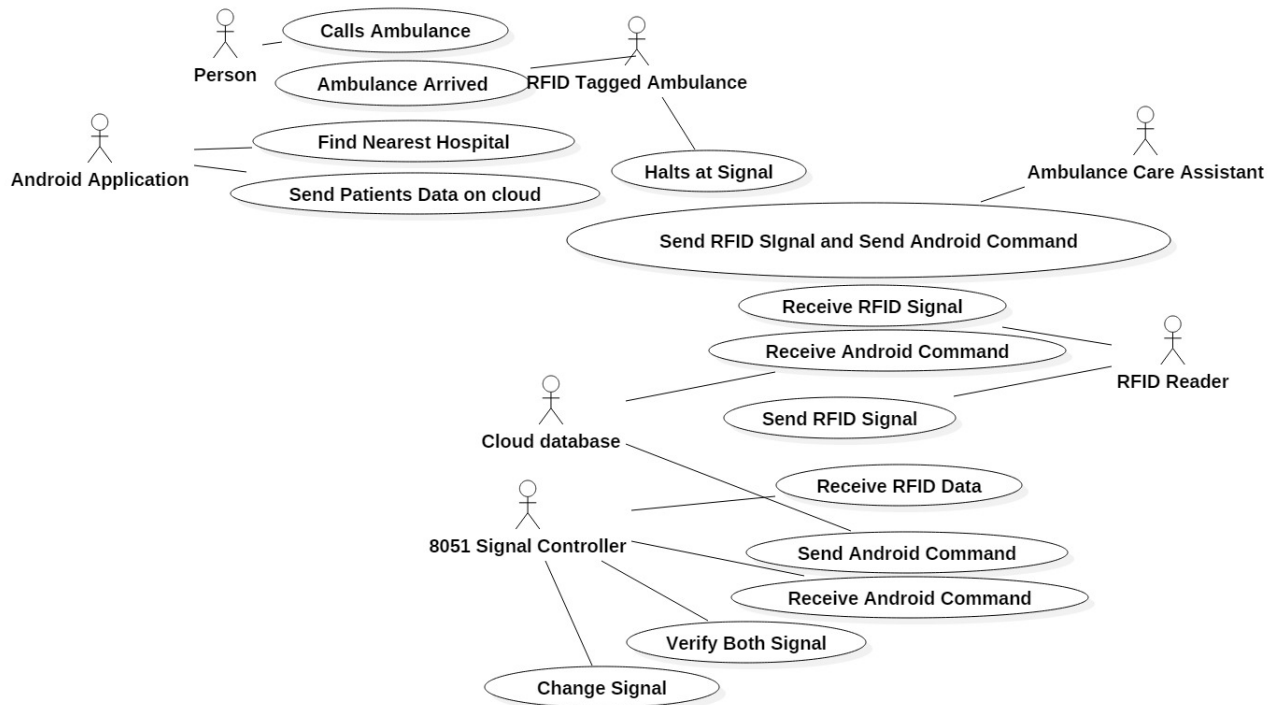 Calls Ambulance
Person
Ambulance Arrived
RFID Tagged Ambulance
Find Nearest Hospital
Android Application
Send Patients Data on cloud
Halts at Signal
Ambulance Care Assistant
Send RFID SIgnal and Send Android Command
Receive RFID Signal
Receive Android Command
RFID Reader
Send RFID Signal
Cloud database
Receive RFID Data
8051 Signal Controller
Send Android Command
Receive Android Command
Verify Both Signal
Change Signal